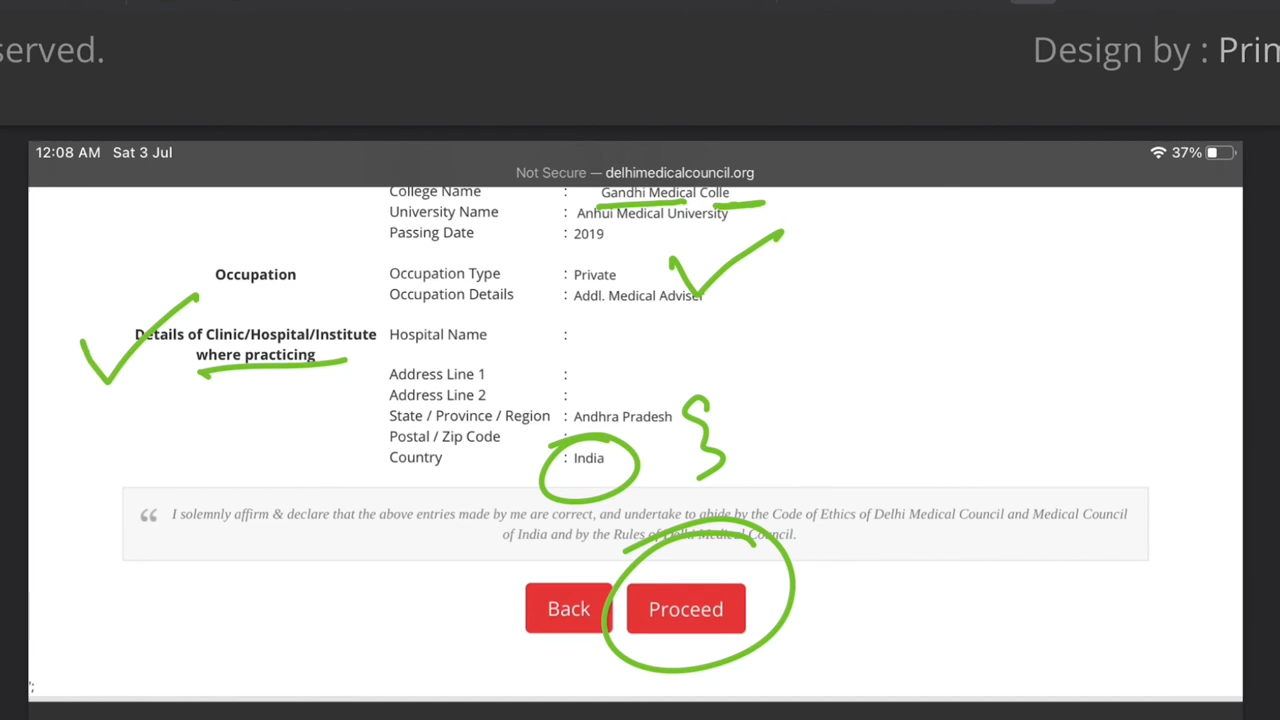 served.
Design by : Prim
12:08 AM Sat 3 Jul
37%
Not Secure — delhimedicalcouncil.org
College Name : Gandhi Medical Colle
University Name : Anhui Medical University
Passing Date : 2019
Occupation
Occupation Type : Private
Occupation Details : Addl. Medical Adviser
Details of Clinic/Hospital/Institute
where practicing
Hospital Name :
Address Line 1 :
Address Line 2 :
State / Province / Region : Andhra Pradesh
Postal / Zip Code :
Country : India
“ I solemnly affirm & declare that the above entries made by me are correct, and undertake to abide by the Code of Ethics of Delhi Medical Council and Medical Council
of India and by the Rules of Delhi Medical Council.
Back
Proceed
';